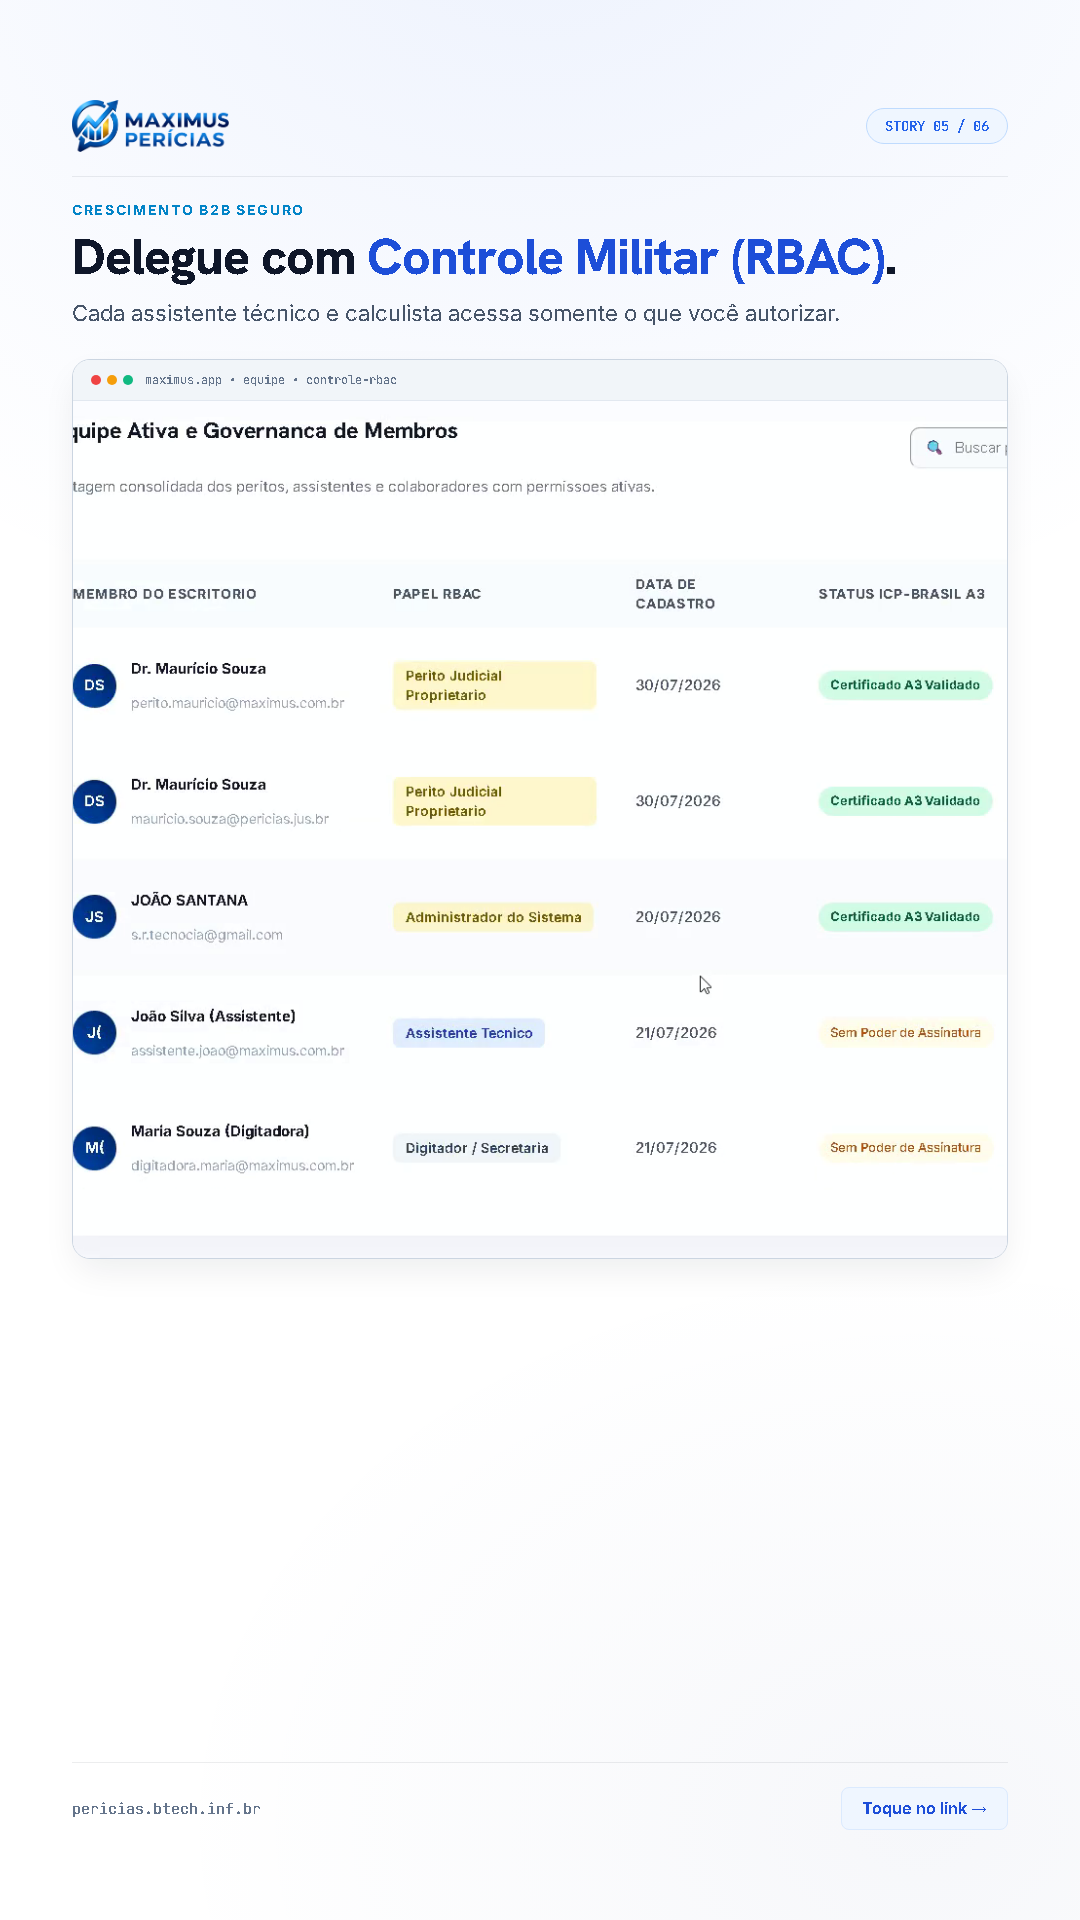 MAXIMUS
PERÍCIAS
STORY 05 / 06
CRESCIMENTO B2B SEGURO
Delegue com Controle Militar (RBAC).
Cada assistente técnico e calculista acessa somente o que você autorizar.
maximus.app • equipe • controle-rbac
quipe Ativa e Governanca de Membros
Buscar
tagem consolidada dos peritos, assistentes e colaboradores com permissoes ativas.
MEMBRO DO ESCRITORIO
PAPEL RBAC
DATA DE
CADASTRO
STATUS ICP-BRASIL A3
DS
Dr. Maurício Souza
perito.mauricio@maximus.com.br
Perito Judicial
Proprietario
30/07/2026
Certificado A3 Validado
DS
Dr. Maurício Souza
mauricio.souza@pericias.jus.br
Perito Judicial
Proprietario
30/07/2026
Certificado A3 Validado
JS
JOÃO SANTANA
s.r.tecnocia@gmail.com
Administrador do Sistema
20/07/2026
Certificado A3 Validado
J(
João Silva (Assistente)
assistente.joao@maximus.com.br
Assistente Tecnico
21/07/2026
Sem Poder de Assinatura
M(
Maria Souza (Digitadora)
digitadora.maria@maximus.com.br
Digitador / Secretaria
21/07/2026
Sem Poder de Assinatura
pericias.btech.inf.br
Toque no link →